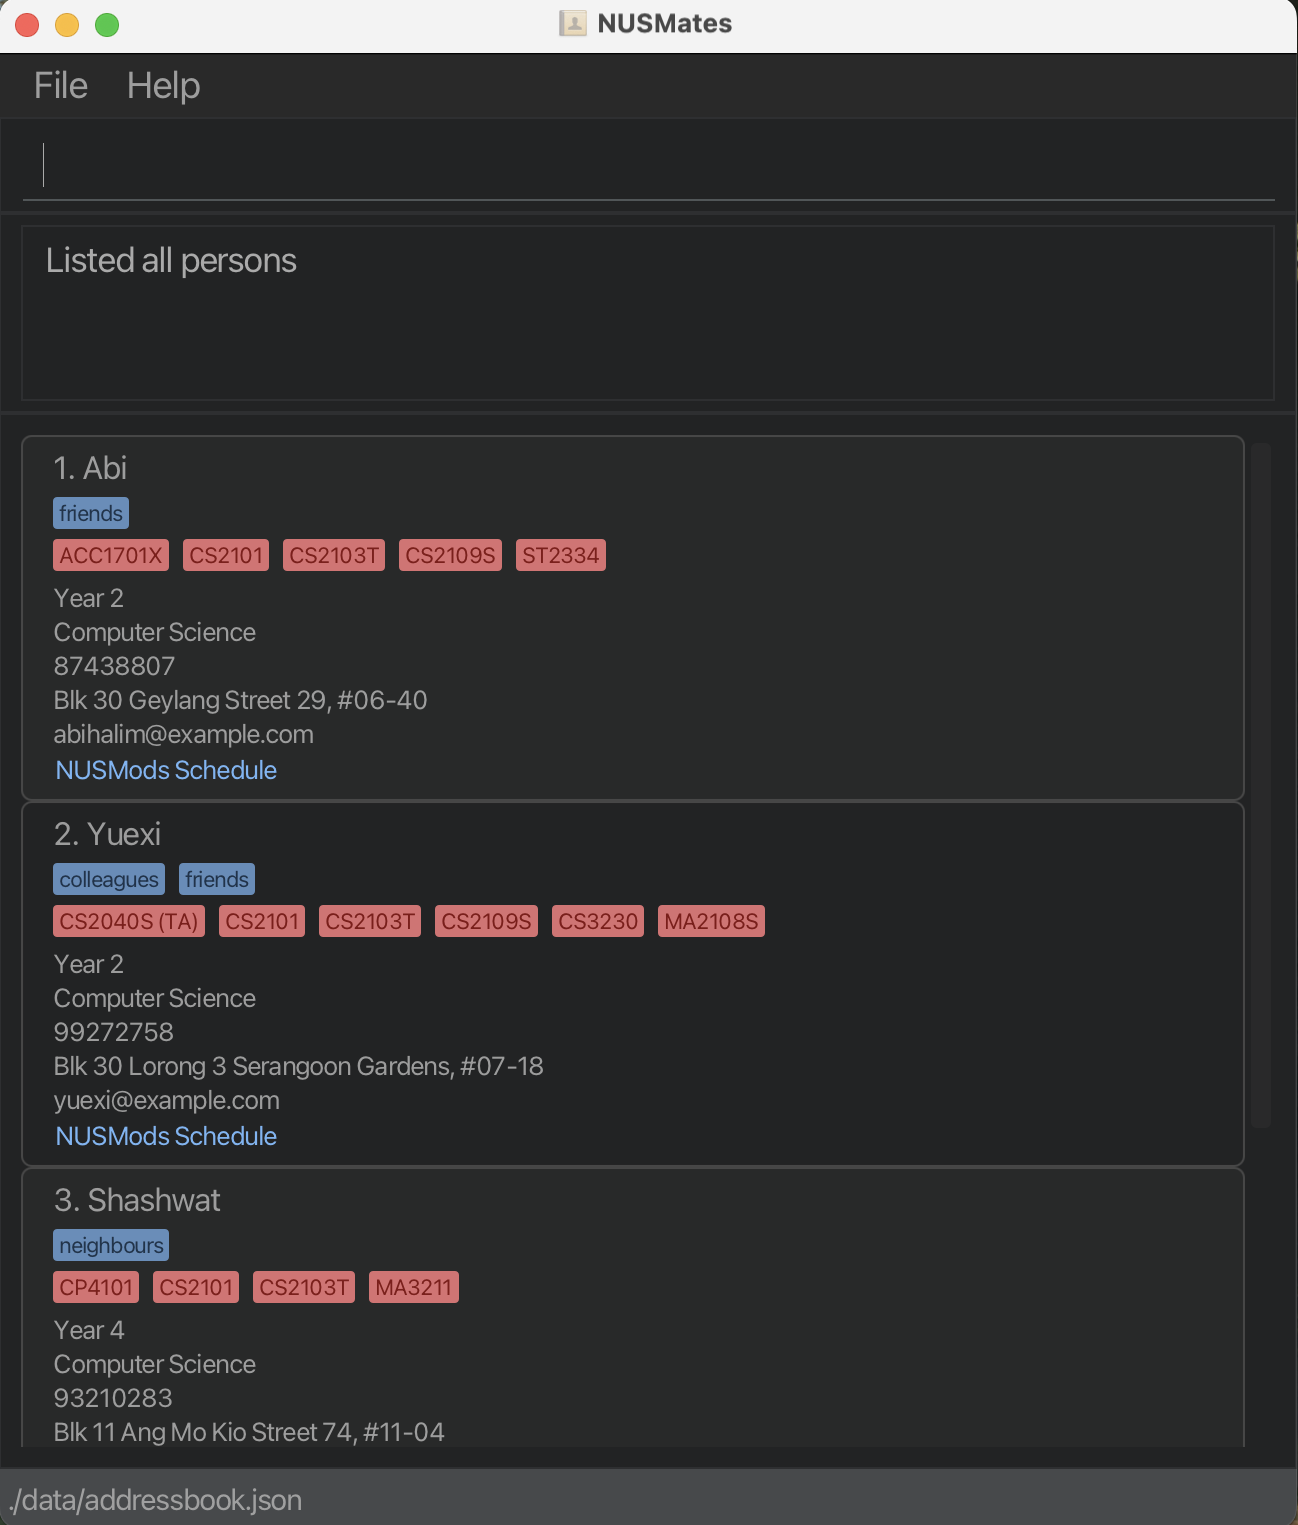 NUSMates
File Help
Listed all persons
1. Abi
friends
ACC1701X CS2101 CS2103T CS2109S ST2334
Year 2
Computer Science
87438807
Blk 30 Geylang Street 29, #06-40
abihalim@example.com
NUSMods Schedule
2. Yuexi
colleagues friends
CS2040S (TA) CS2101 CS2103T CS2109S CS3230 MA2108S
Year 2
Computer Science
99272758
Blk 30 Lorong 3 Serangoon Gardens, #07-18
yuexi@example.com
NUSMods Schedule
3. Shashwat
neighbours
CP4101 CS2101 CS2103T MA3211
Year 4
Computer Science
93210283
Blk 11 Ang Mo Kio Street 74, #11-04
./data/addressbook.json